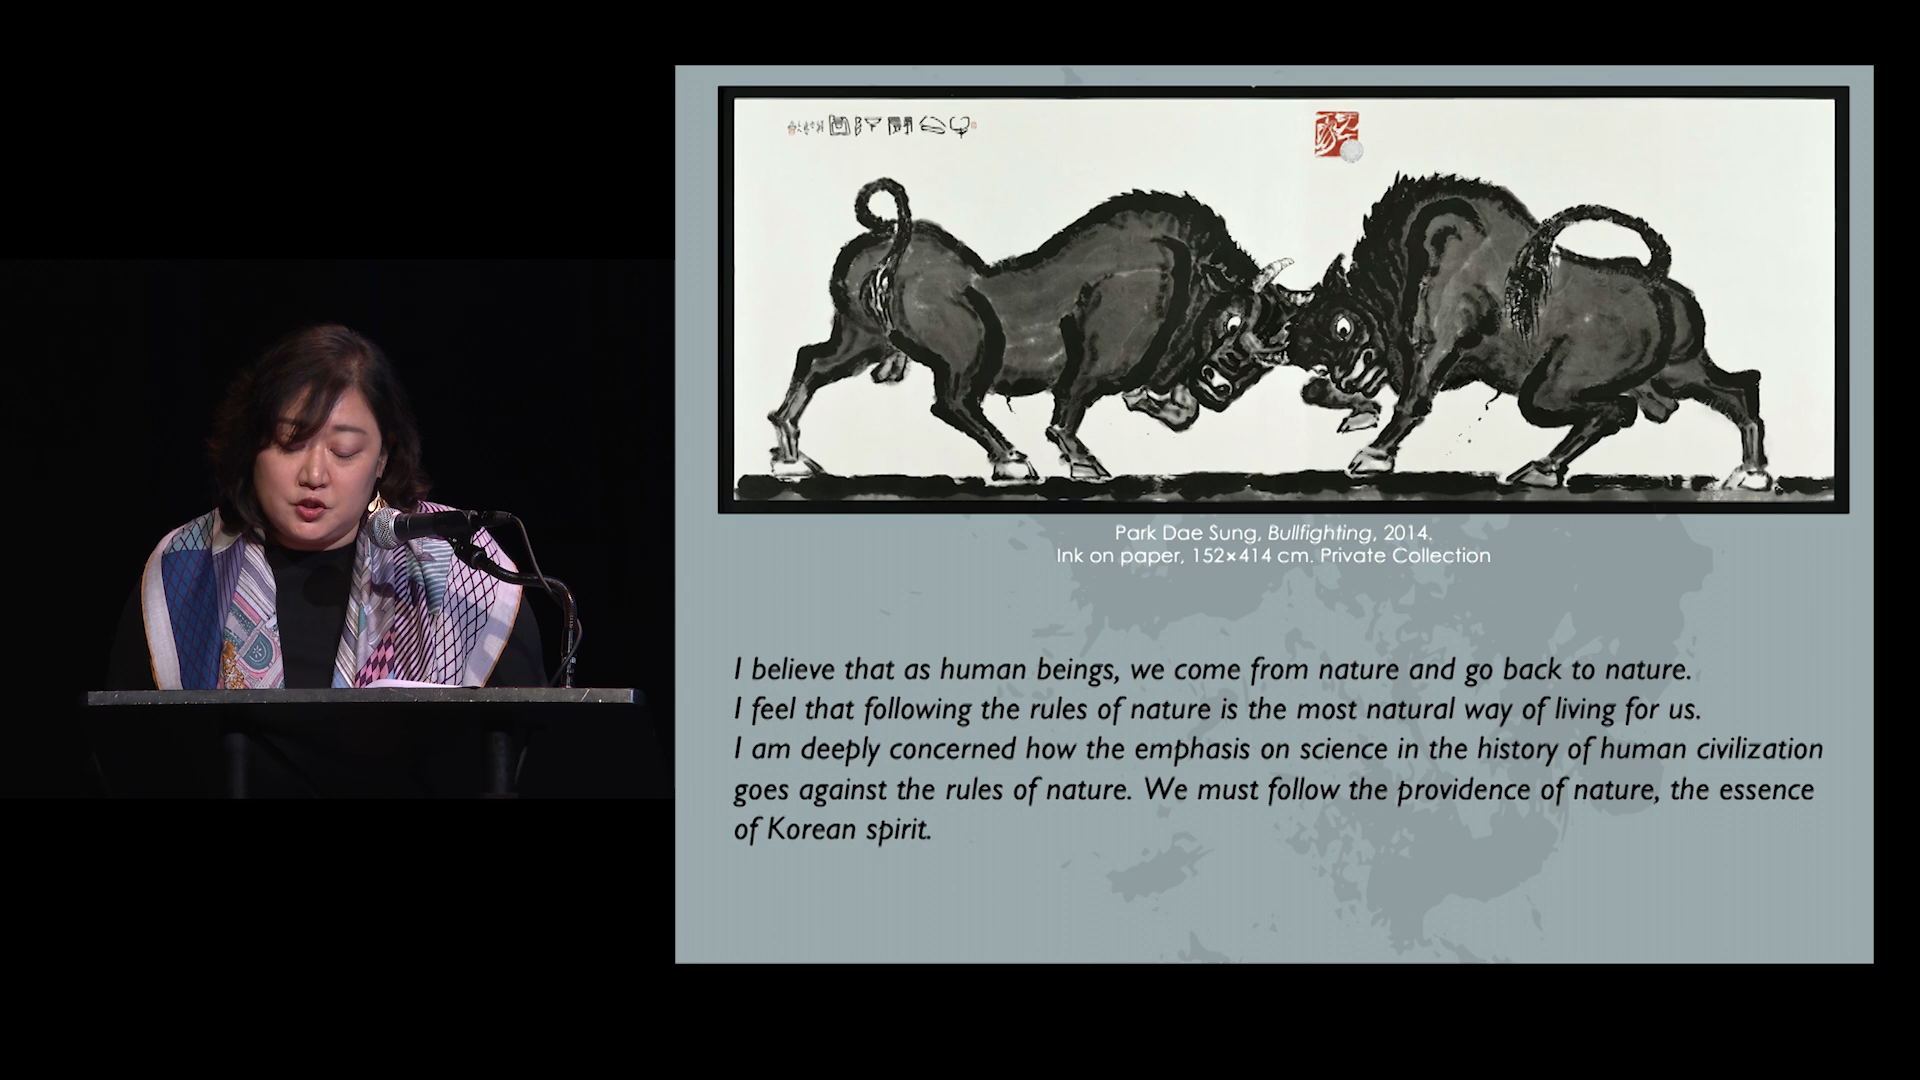 Park Dae Sung, Bullfighting, 2014.
Ink on paper, 152×414 cm. Private Collection
I believe that as human beings, we come from nature and go back to nature.
I feel that following the rules of nature is the most natural way of living for us.
I am deeply concerned how the emphasis on science in the history of human civilization
goes against the rules of nature. We must follow the providence of nature, the essence
of Korean spirit.